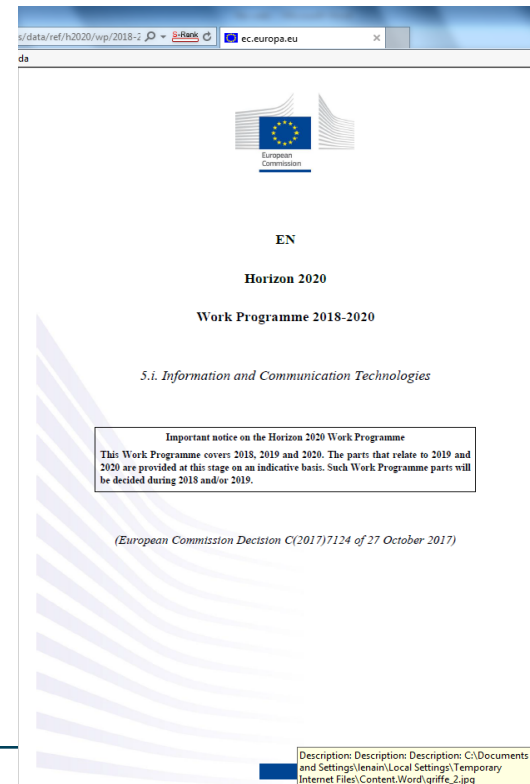 s/data/ref/h2020/wp/2018-2
S-Rank
ec.europa.eu
da
European
Commission
EN
Horizon 2020
Work Programme 2018-2020
5.i. Information and Communication Technologies
Important notice on the Horizon 2020 Work Programme
This Work Programme covers 2018, 2019 and 2020. The parts that relate to 2019 and
2020 are provided at this stage on an indicative basis. Such Work Programme parts will
be decided during 2018 and/or 2019.
(European Commission Decision C(2017)7124 of 27 October 2017)
Description: Description: Description: C:\Documents
and Settings\lenain\Local Settings\Temporary
Internet Files\Content.Word\griffe_2.jpg